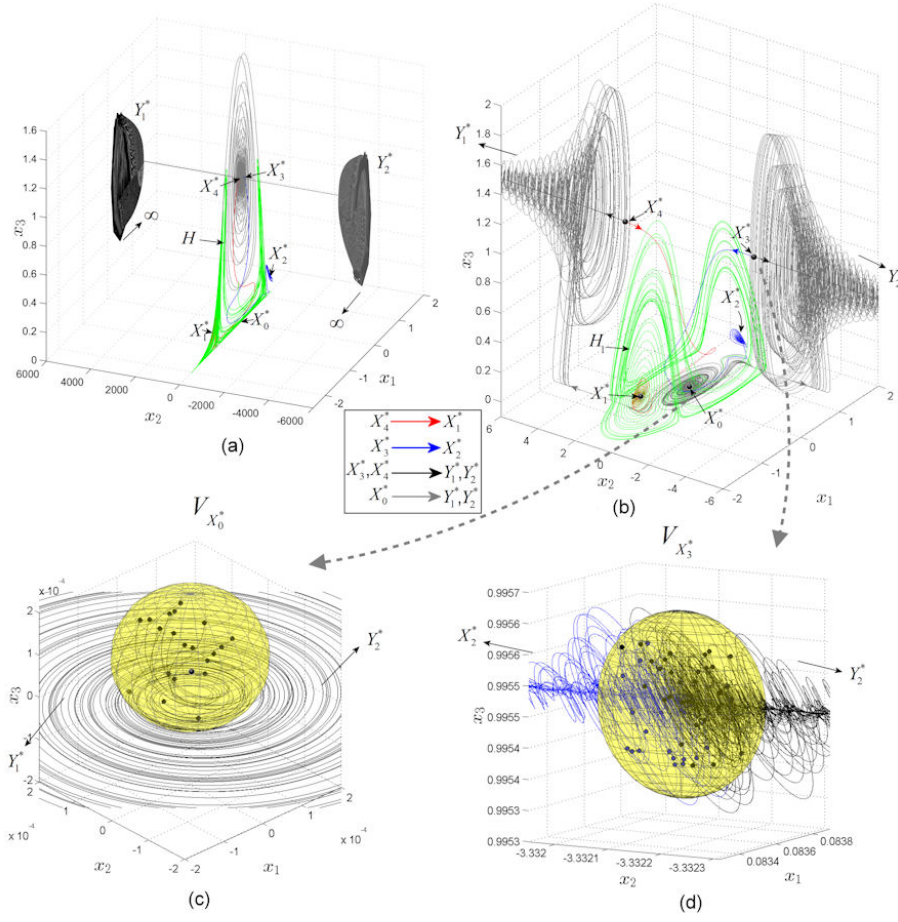 Y₁*
1.6
1.4
1.2
1
0.8
0.6
0.4
0.2
0
x₃
6000
4000
2000
0
-2000
-4000
-6000
x₂
-2
-1
0
1
2
x₁
X₄*
X₃*
Y₂*
H
X₂*
X₁*
X₀*
∞
∞
(a)
2
1.8
1.6
1.4
1.2
1
0.8
0.6
0.4
0.2
0
x₃
Y₁*
X₄*
X₃*
Y₂
X₂*
H₁
X₁*
X₀*
6
4
2
0
-2
-4
-6
x₂
-2
-1
0
1
2
x₁
(b)
X₄* X₁*
X₃* X₂*
X₃*,X₄* Y₁*,Y₂*
X₀* Y₁*,Y₂*
V_X₀*
x 10⁻⁴
2
1
0
-1
-2
x₃
Y₂*
Y₁*
2
1
0
-1
-2
x 10⁻⁴
x₂
-2
-1
0
1
2
x 10⁻⁴
x₁
(c)
V_X₃*
0.9957
0.9956
0.9956
0.9955
0.9955
0.9954
0.9954
0.9953
0.9953
x₃
X₂*
Y₂*
-3.332
-3.3321
-3.3322
-3.3323
x₂
0.0834
0.0836
0.0838
x₁
(d)